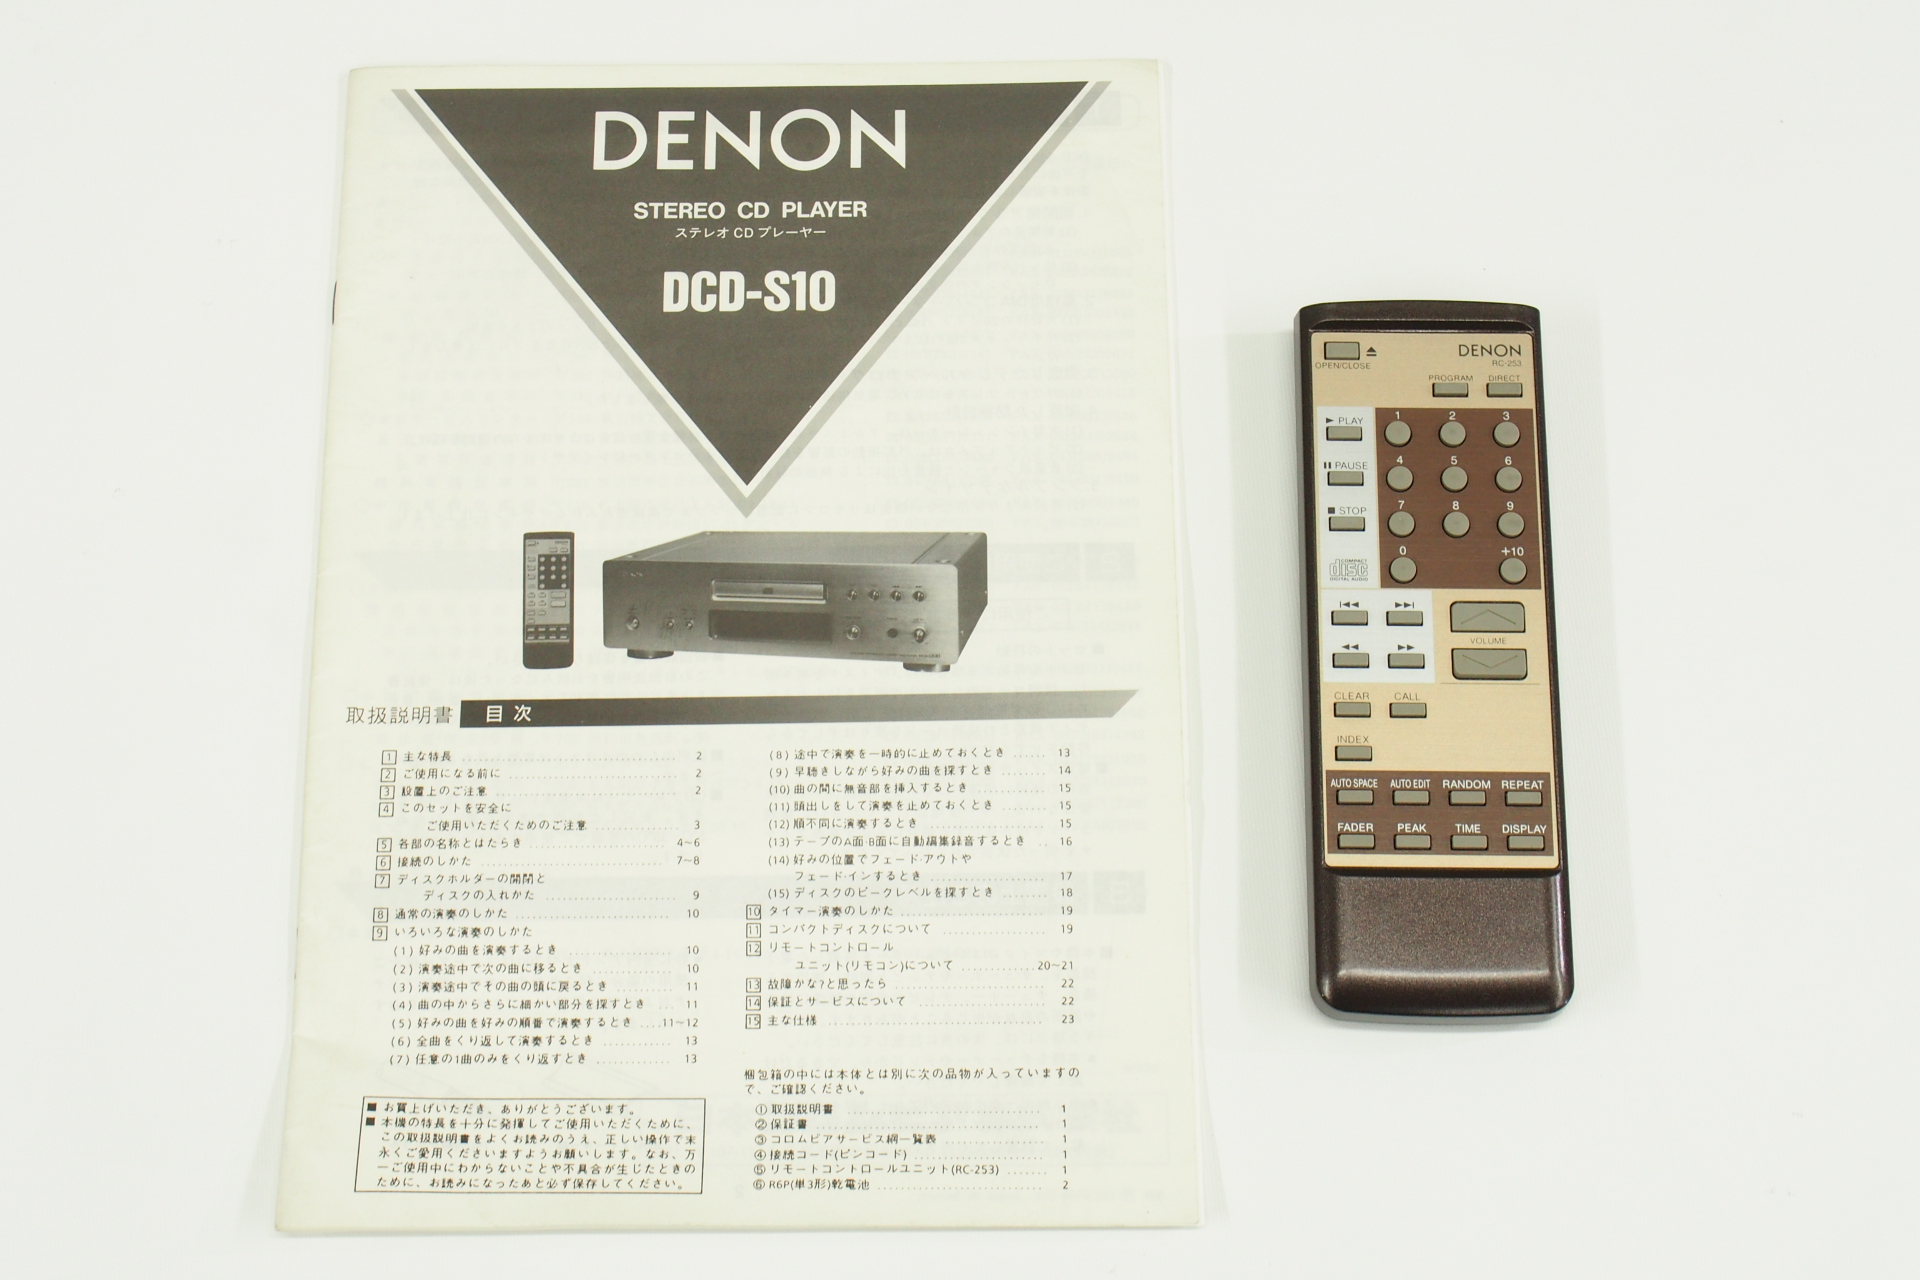 DENON
STEREO CD PLAYER
ステレオCDプレーヤー
DCD-S10
取扱説明書 目次
1 主な特長 2
2 ご使用になる前に 2
3 設置上のご注意 2
4 このセットを安全に
ご使用いただくためのご注意 3
5 各部の名称とはたらき 4~6
6 接続のしかた 7~8
7 ディスクホルダーの開閉と
ディスクの入れかた 9
8 通常の演奏のしかた 10
9 いろいろな演奏のしかた
(1) 好みの曲を演奏するとき 10
(2) 演奏途中で次の曲に移るとき 10
(3) 演奏途中でその曲の頭に戻るとき 11
(4) 曲の中からさらに細かい部分を探すとき 11
(5) 好みの曲を好みの順番で演奏するとき 11~12
(6) 全曲をくり返して演奏するとき 13
(7) 任意の1曲のみをくり返すとき 13
(8) 途中で演奏を一時的に止めておくとき 13
(9) 早聴きしながら好みの曲を探すとき 14
(10) 曲の間に無音部を挿入するとき 15
(11) 頭出しをして演奏を止めておくとき 15
(12) 順不同に演奏するとき 15
(13) テープのA面·B面に自動編集録音するとき 16
(14) 好みの位置でフェード·アウトや
フェード·インするとき 17
(15) ディスクのピークレベルを探すとき 18
10 タイマー演奏のしかた 19
11 コンパクトディスクについて 19
12 リモートコントロール
ユニット(リモコン)について 20~21
13 故障かな?と思ったら 22
14 保証とサービスについて 22
15 主な仕様 23
■ お買上げいただき、ありがとうございます。
■ 本機の特長を十分に発揮してご使用いただくために、
この取扱説明書をよくお読みのうえ、正しい操作で末
永くご愛用くださいますようお願いします。なお、万
一ご使用中にわからないことや不具合が生じたときの
ために、お読みになったあと必ず保存してください。
梱包箱の中には本体とは別に次の品物が入っていますの
で、ご確認ください。
① 取扱説明書 1
② 保証書 1
③ コロムビアサービス網一覧表 1
④ 接続コード(ピンコード) 1
⑤ リモートコントロールユニット(RC-253) 1
⑥ R6P(単3形)乾電池 2
DENON
RC-253
OPEN/CLOSE
PROGRAM DIRECT
PLAY 1 2 3
PAUSE 4 5 6
STOP 7 8 9
0 +10
COMPACT
disc
DIGITAL AUDIO
VOLUME
CLEAR CALL
INDEX
AUTO SPACE AUTO EDIT RANDOM REPEAT
FADER PEAK TIME DISPLAY